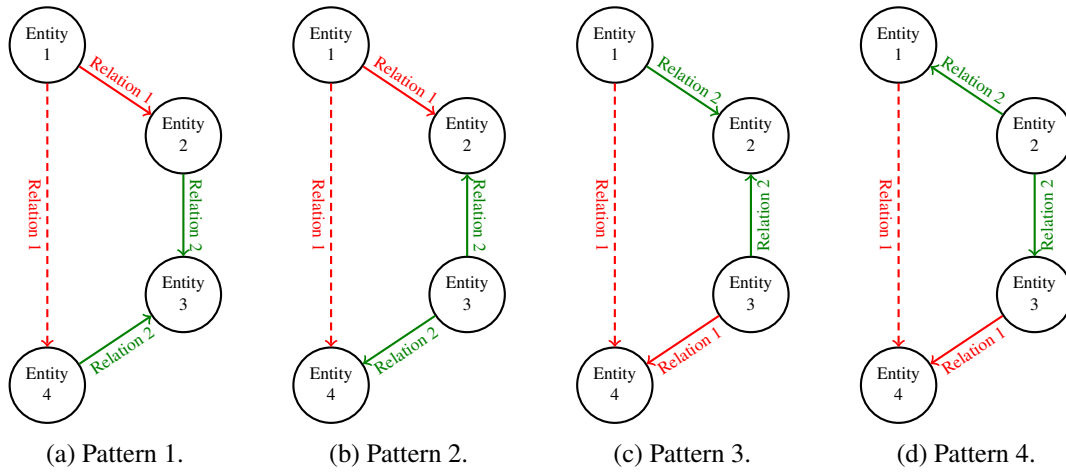 Entity
1
Relation 1
Entity
2
Relation 1
Relation 2
Entity
3
Relation 2
Entity
4
(a) Pattern 1.
Entity
1
Relation 1
Entity
2
Relation 1
Relation 2
Entity
3
Relation 2
Entity
4
(b) Pattern 2.
Entity
1
Relation 2
Entity
2
Relation 1
Relation 2
Entity
3
Relation 1
Entity
4
(c) Pattern 3.
Entity
1
Relation 2
Entity
2
Relation 1
Relation 2
Entity
3
Relation 1
Entity
4
(d) Pattern 4.